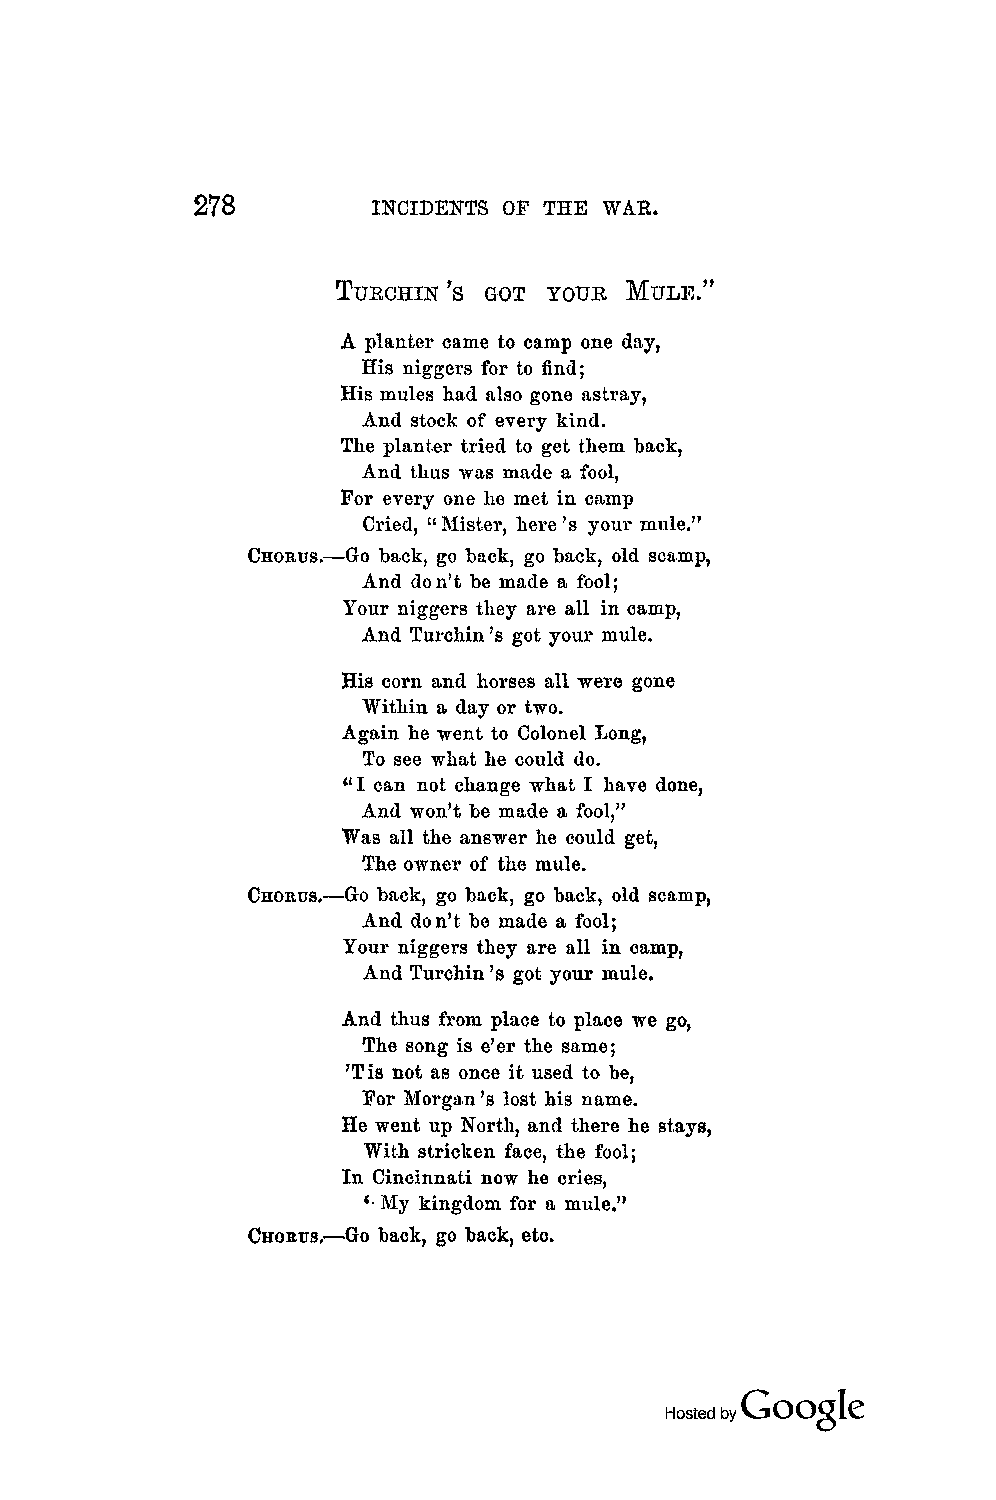 278 INCIDENTS OF THE WAR.
TURCHIN'S GOT YOUR MULE."
A planter came to camp one day,
His niggers for to find;
His mules had also gone astray,
And stock of every kind.
The planter tried to get them back,
And thus was made a fool,
For every one he met in camp
Cried, "Mister, here's your mule."
CHORUS.—Go back, go back, go back, old scamp,
And don't be made a fool;
Your niggers they are all in camp,
And Turchin's got your mule.
His corn and horses all were gone
Within a day or two.
Again he went to Colonel Long,
To see what he could do.
"I can not change what I have done,
And won't be made a fool,"
Was all the answer he could get,
The owner of the mule.
CHORUS.—Go back, go back, go back, old scamp,
And don't be made a fool;
Your niggers they are all in camp,
And Turchin's got your mule.
And thus from place to place we go,
The song is e'er the same;
'Tis not as once it used to be,
For Morgan's lost his name.
He went up North, and there he stays,
With stricken face, the fool;
In Cincinnati now he cries,
"My kingdom for a mule."
CHORUS.—Go back, go back, etc.
Hosted by Google